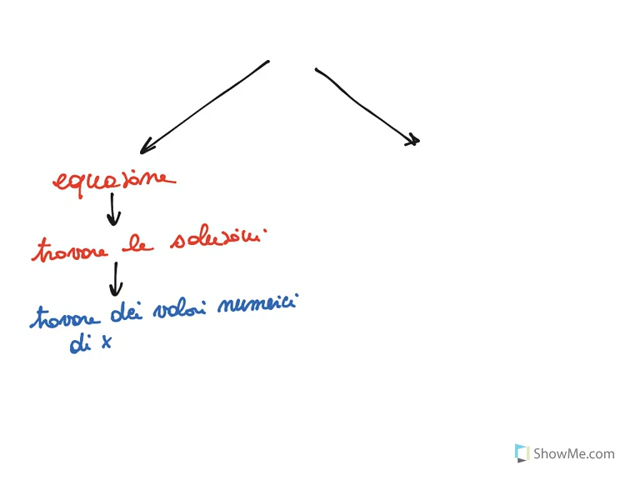 equazione
trovare le soluzioni
trovare dei valori numerici
di x
ShowMe.com